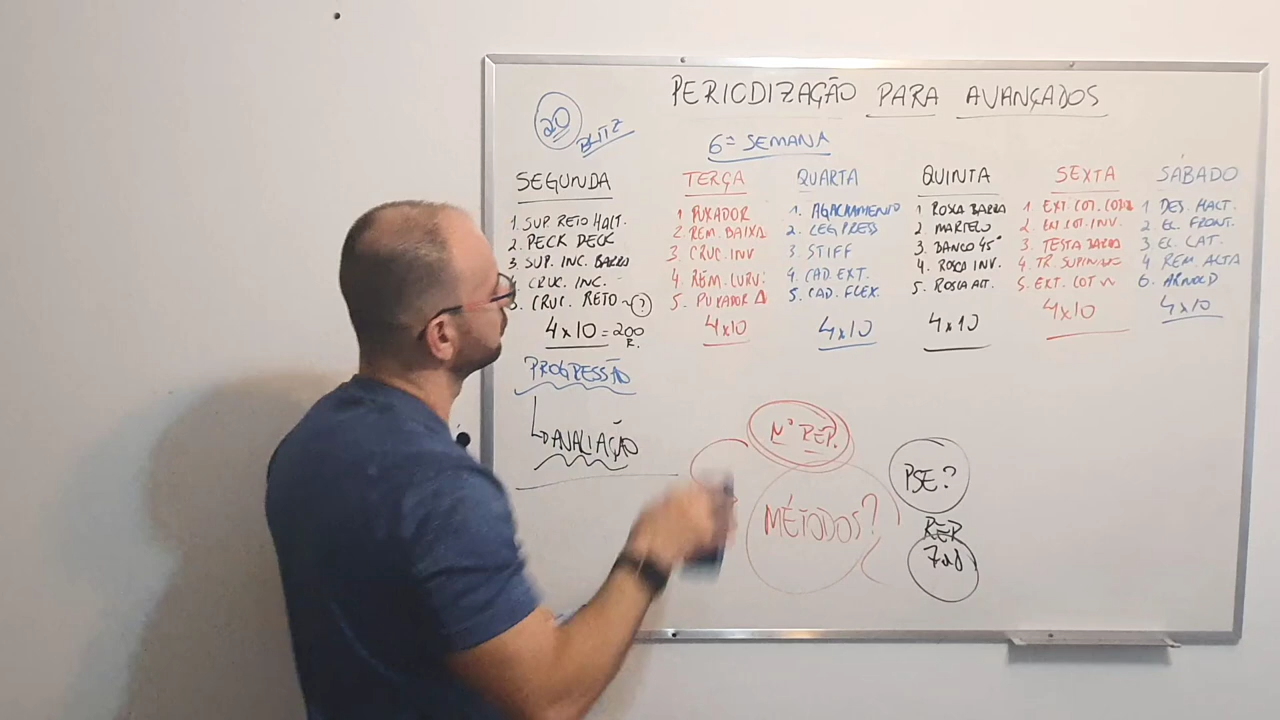 PERIODIZAÇÃO PARA AVANÇADOS
20
BLITZ
6ª SEMANA
SEGUNDA
1. SUP. RETO HALT.
2. PECK DECK
3. SUP. INC. BARRA
CRUC. INC.
5. CRUC. RETO ~ ?
4x10 = 200
R.
PROGRESSÃO
AVALIAÇÃO
TERÇA
1 PUXADOR
2. REM. BAIXA
3 CRUC. INV
4. REM. CURV.
5. PUXADOR Δ
4x10
QUARTA
1. AGACHAMENTO
2. LEG PRESS
3 STIFF
4. CAD. EXT.
5. CAD. FLEX.
4x10
QUINTA
1 ROSCA BARRA
2. MARTELO
3. BANCO 45°
4. ROSCA INV.
5. ROSCA ALT.
4x10
SEXTA
1 EXT. COT. CORDA
2. EXT. COT. INV.
3. TESTA BARRA
4. TR. SUPINADO
5. EXT. COT ~
4x10
SÁBADO
1 DES. HALT.
2 EL. FRONT.
3 EL. LAT.
4 REM. ALTA
6. ARNOLD
4x10
Nº REP.
MÉTODOS?
PSE?
REP
7 a 8